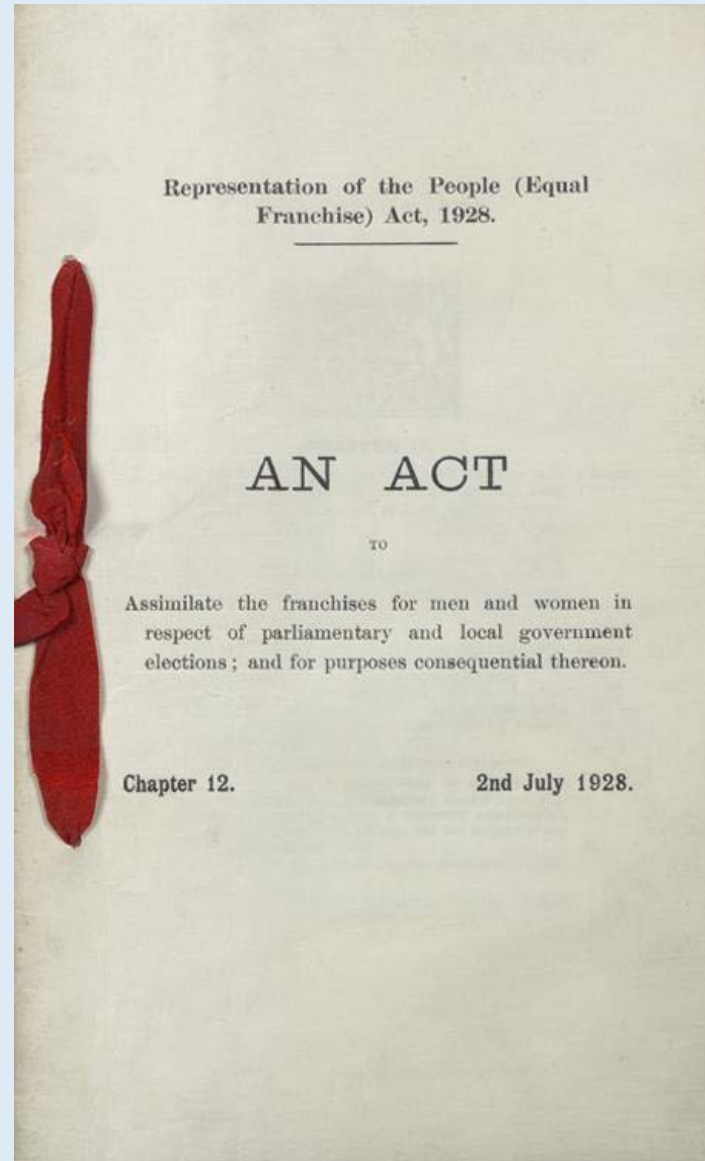 Representation of the People (Equal
Franchise) Act, 1928.
AN ACT
TO
Assimilate the franchises for men and women in
respect of parliamentary and local government
elections; and for purposes consequential thereon.
Chapter 12. 2nd July 1928.